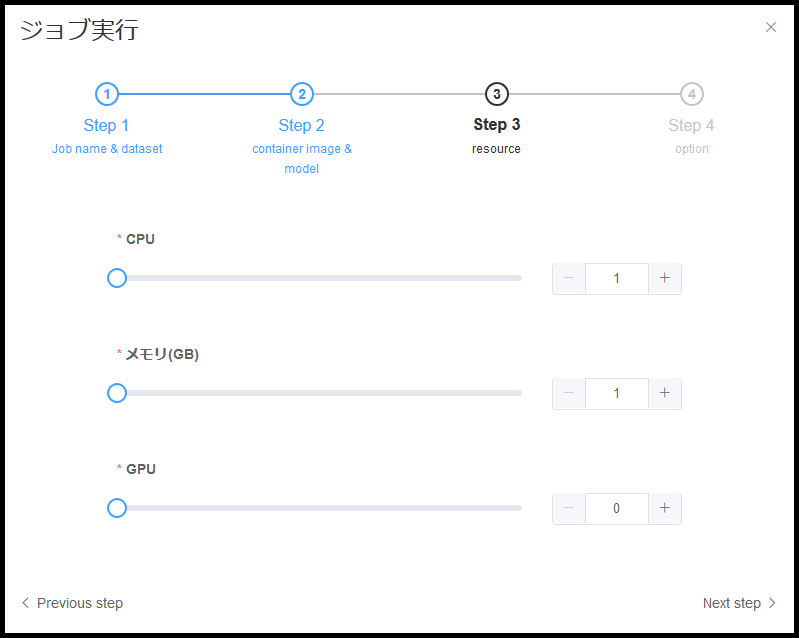 ジョブ実行
×
1
2
3
4
Step 1
Step 2
Step 3
Step 4
Job name & dataset
container image &
model
resource
option
* CPU
− 1 +
* メモリ(GB)
− 1 +
* GPU
− 0 +
< Previous step
Next step >